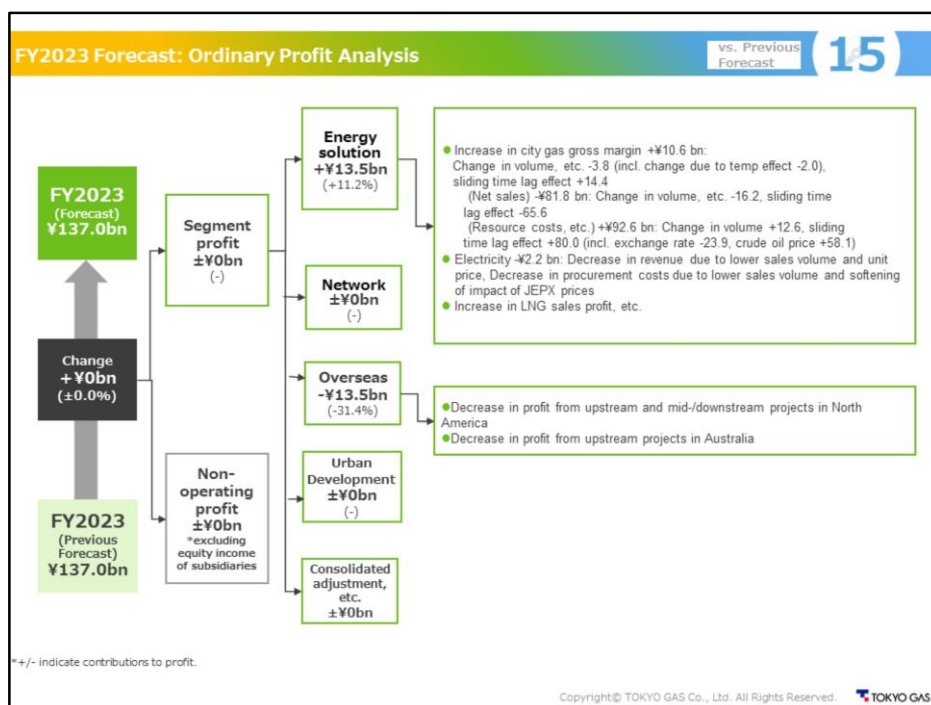 FY2023 Forecast: Ordinary Profit Analysis
vs. Previous
Forecast
15
FY2023
(Forecast)
¥137.0bn
Change
+¥0bn
(±0.0%)
FY2023
(Previous
Forecast)
¥137.0bn
Segment
profit
±¥0bn
(-)
Non-
operating
profit
±¥0bn
*excluding
equity income
of subsidiaries
Energy
solution
+¥13.5bn
(+11.2%)
Network
±¥0bn
(-)
Overseas
-¥13.5bn
(-31.4%)
Urban
Development
±¥0bn
(-)
Consolidated
adjustment,
etc.
±¥0bn
● Increase in city gas gross margin +¥10.6 bn:
Change in volume, etc. -3.8 (incl. change due to temp effect -2.0),
sliding time lag effect +14.4
(Net sales) -¥81.8 bn: Change in volume, etc. -16.2, sliding time
lag effect -65.6
(Resource costs, etc.) +¥92.6 bn: Change in volume +12.6, sliding
time lag effect +80.0 (incl. exchange rate -23.9, crude oil price +58.1)
● Electricity -¥2.2 bn: Decrease in revenue due to lower sales volume and unit
price, Decrease in procurement costs due to lower sales volume and softening
of impact of JEPX prices
● Increase in LNG sales profit, etc.
●Decrease in profit from upstream and mid-/downstream projects in North
America
●Decrease in profit from upstream projects in Australia
*+/- indicate contributions to profit.
Copyright© TOKYO GAS Co., Ltd. All Rights Reserved.
TOKYO GAS